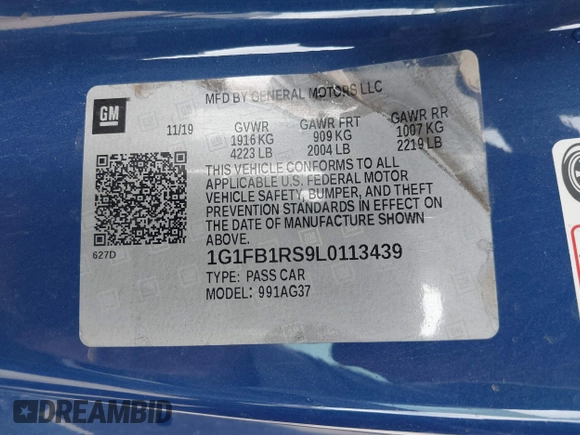 MFD BY GENERAL MOTORS LLC
GM
11/19 GVWR GAWR FRT GAWR RR
1916 KG 909 KG 1007 KG
4223 LB 2004 LB 2219 LB
THIS VEHICLE CONFORMS TO ALL
APPLICABLE U.S. FEDERAL MOTOR
VEHICLE SAFETY, BUMPER, AND THEFT
PREVENTION STANDARDS IN EFFECT ON
THE DATE OF MANUFACTURE SHOWN
ABOVE.
627D
1G1FB1RS9L0113439
TYPE: PASS CAR
MODEL: 991AG37
DREAMBID